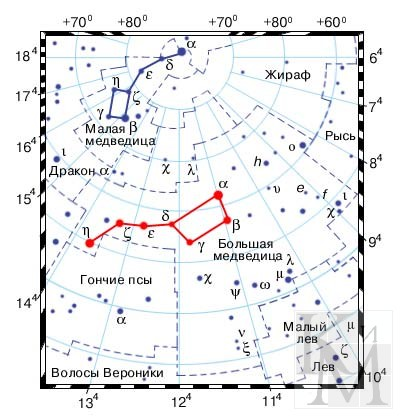 +70° +80° +70° +80° +60°
18ч 6ч
α
δ
ε
Жираф
η
ζ
17ч 7ч
γ β
Малая
медведица
Рысь
16ч 8ч
ι
Дракон α χ λ h ο
15ч
α υ e f ι
χ
η ζ ε δ β
γ
9ч
Большая
медведица
Гончие псы
χ λ
μ
ψ ω
14ч
α
ν
ξ
Малый
лев
μ
ζ
Волосы Вероники
Лев
10ч
13ч 12ч 11ч
KM